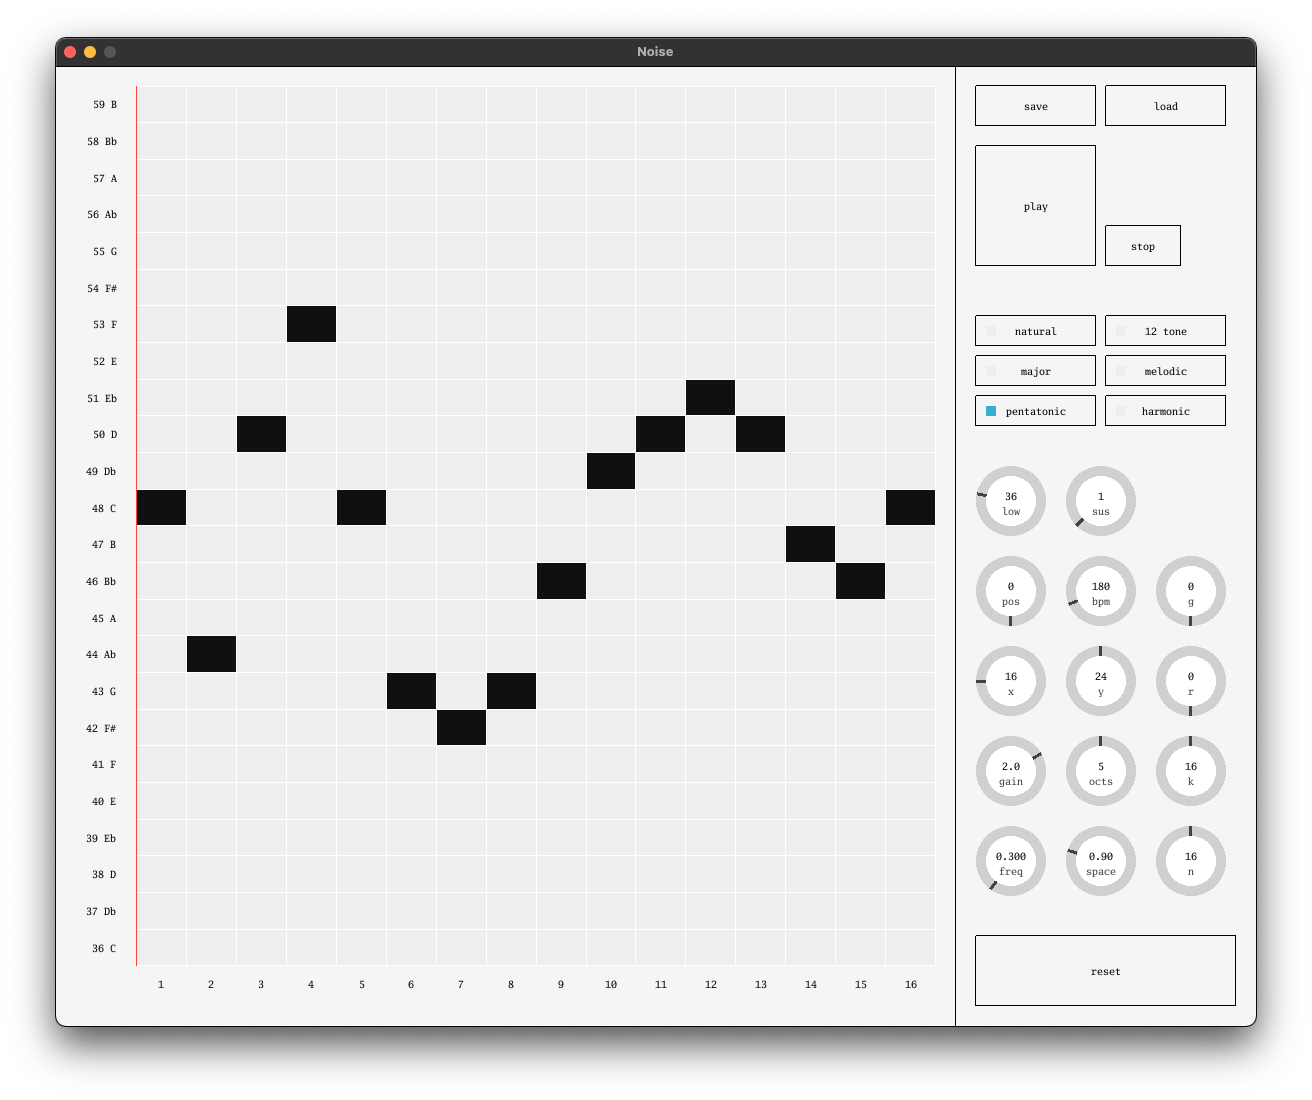 Noise
59 B
58 Bb
57 A
56 Ab
55 G
54 F#
53 F
52 E
51 Eb
50 D
49 Db
48 C
47 B
46 Bb
45 A
44 Ab
43 G
42 F#
41 F
40 E
39 Eb
38 D
37 Db
36 C
1 2 3 4 5 6 7 8 9 10 11 12 13 14 15 16
save load
play
stop
natural 12 tone
major melodic
pentatonic harmonic
36 1
low sus
0 180 0
pos bpm g
16 24 0
x y r
2.0 5 16
gain octs k
0.300 0.90 16
freq space n
reset